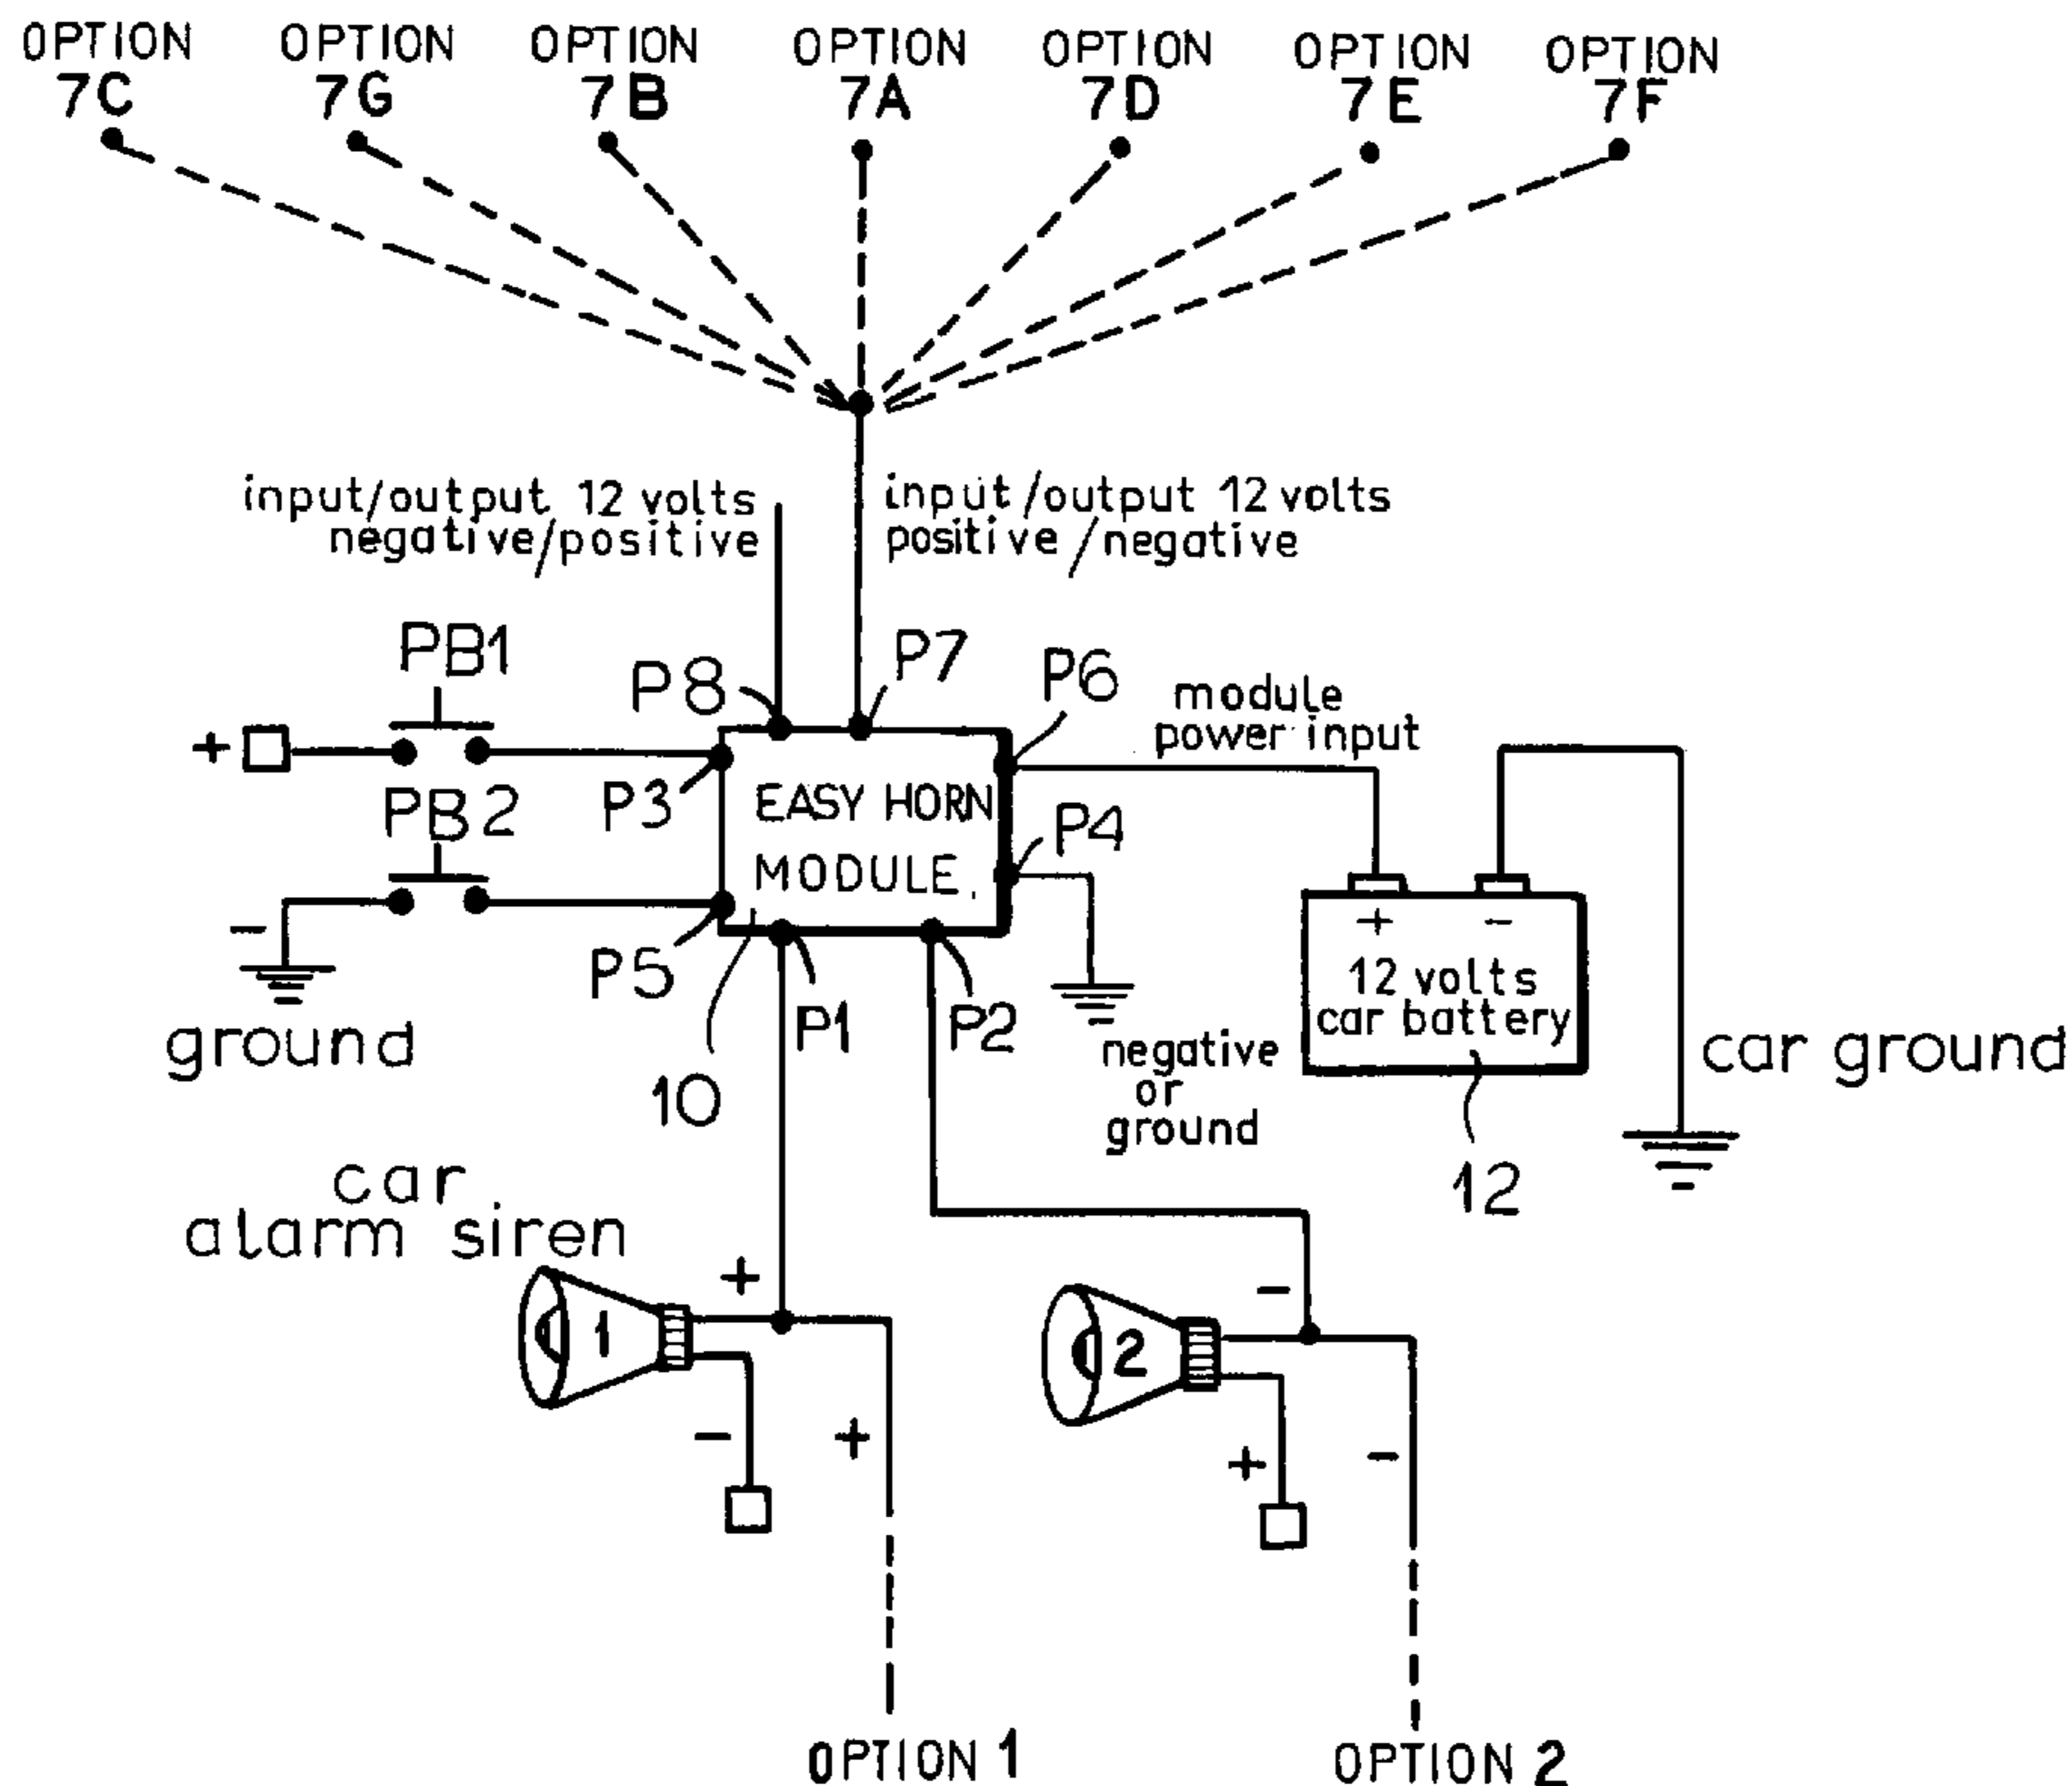 OPTION OPTION OPTION OPTION OPTION OPTION OPTION
7C 7G 7B 7A 7D 7E 7F
input/output 12 volts
negative/positive
input/output 12 volts
positive/negative
PB1
P8
P7
P6
module
power input
+
P3
EASY HORN
PB2
P4
MODULE.
-
P5
+ -
12 volts
car battery
ground
P1
P2
negative
or
ground
car ground
10
12
car
alarm siren
+
-
1
2
-
+
+
-
OPTION 1
OPTION 2